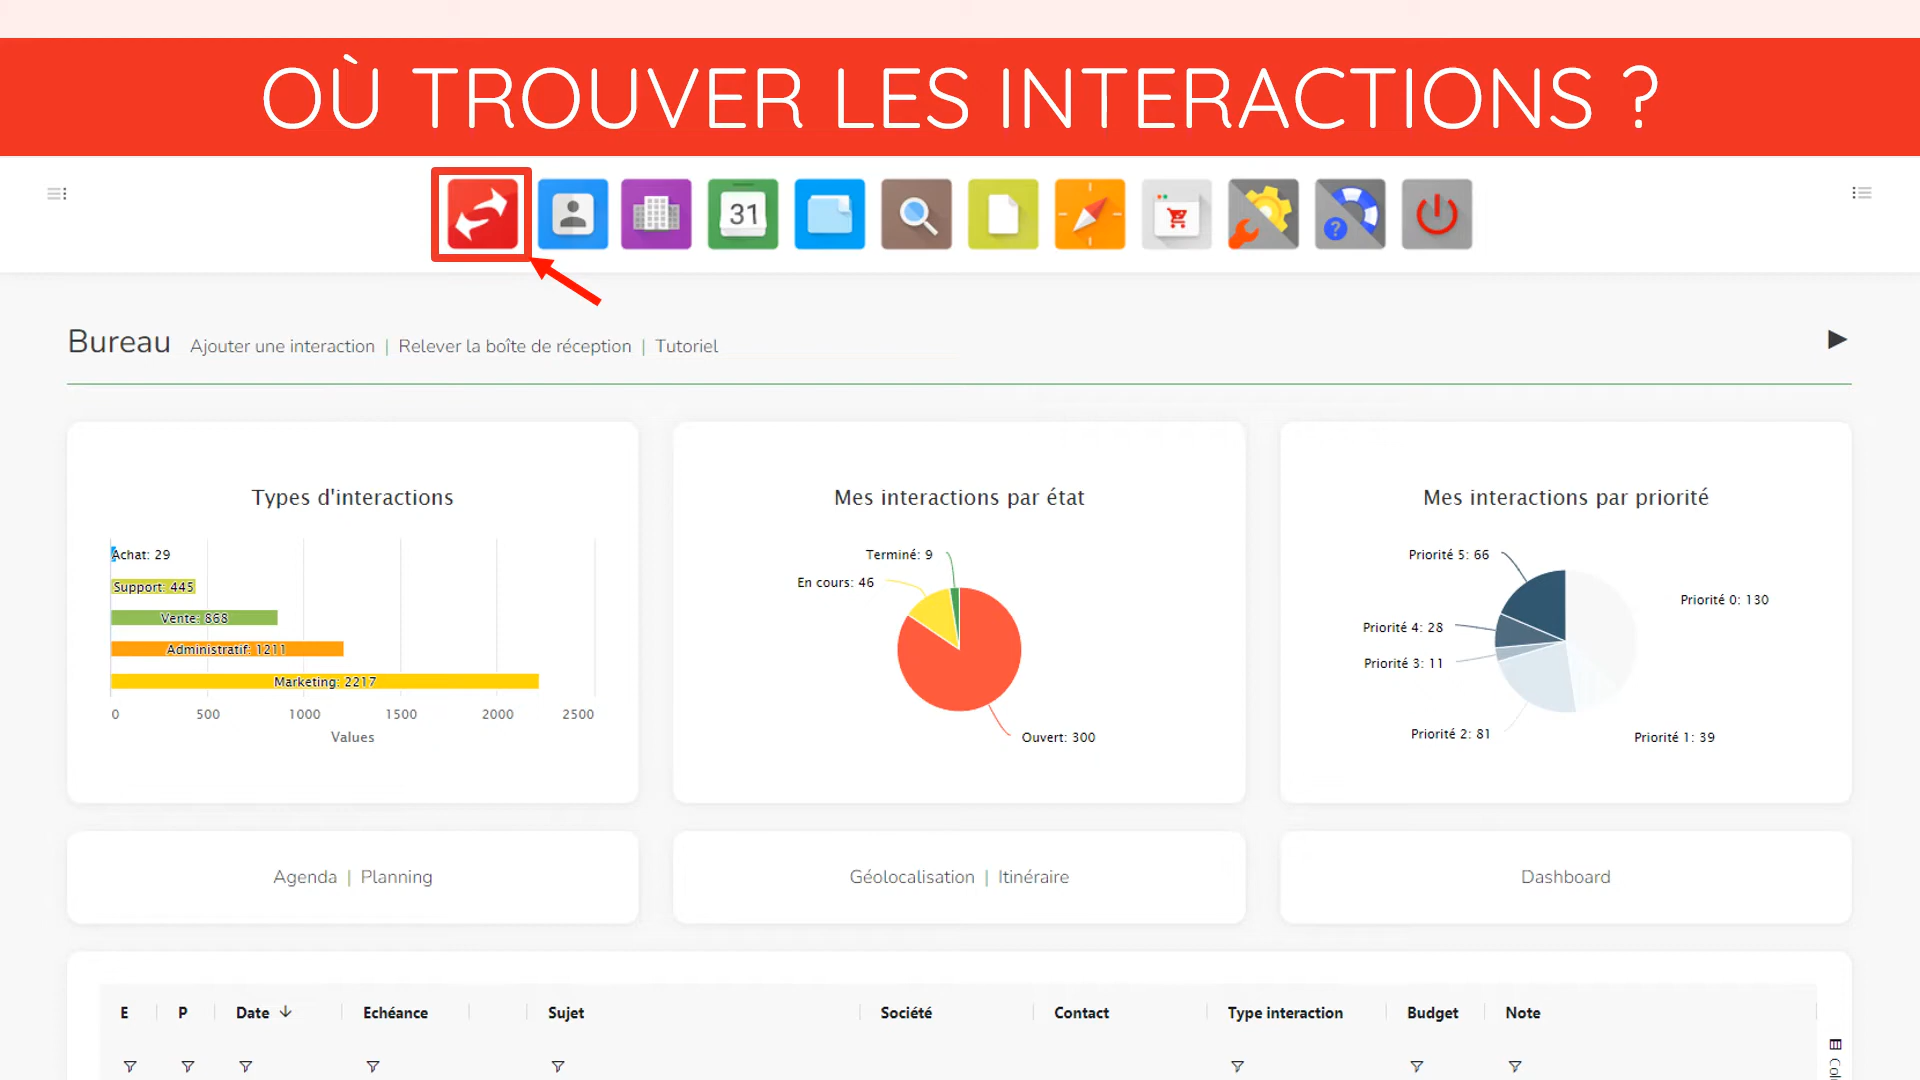 OÙ TROUVER LES INTERACTIONS ?
31
?
Bureau Ajouter une interaction | Relever la boîte de réception | Tutoriel
Types d'interactions
Achat: 29
Support: 445
Vente: 868
Administratif: 1211
Marketing: 2217
0 500 1000 1500 2000 2500
Values
Mes interactions par état
Terminé: 9
En cours: 46
Ouvert: 300
Mes interactions par priorité
Priorité 5: 66
Priorité 0: 130
Priorité 4: 28
Priorité 3: 11
Priorité 2: 81
Priorité 1: 39
Agenda | Planning
Géolocalisation | Itinéraire
Dashboard
E P Date Echéance Sujet Société Contact Type interaction Budget Note